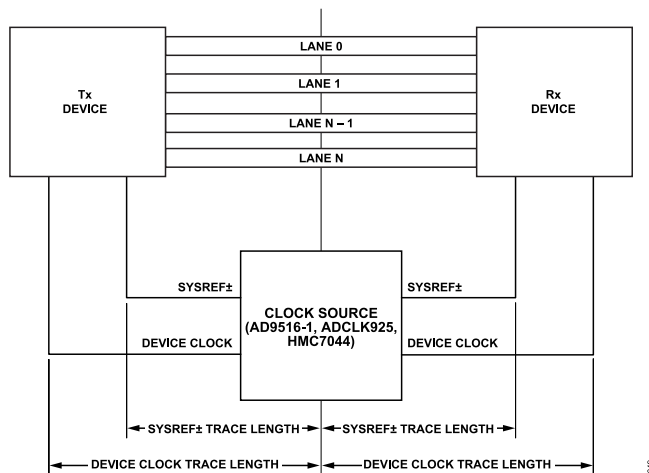 LANE 0
LANE 1
LANE N – 1
LANE N
Tx
DEVICE
Rx
DEVICE
SYSREF±
SYSREF±
CLOCK SOURCE
(AD9516-1, ADCLK925,
HMC7044)
DEVICE CLOCK
DEVICE CLOCK
SYSREF± TRACE LENGTH
SYSREF± TRACE LENGTH
DEVICE CLOCK TRACE LENGTH
DEVICE CLOCK TRACE LENGTH